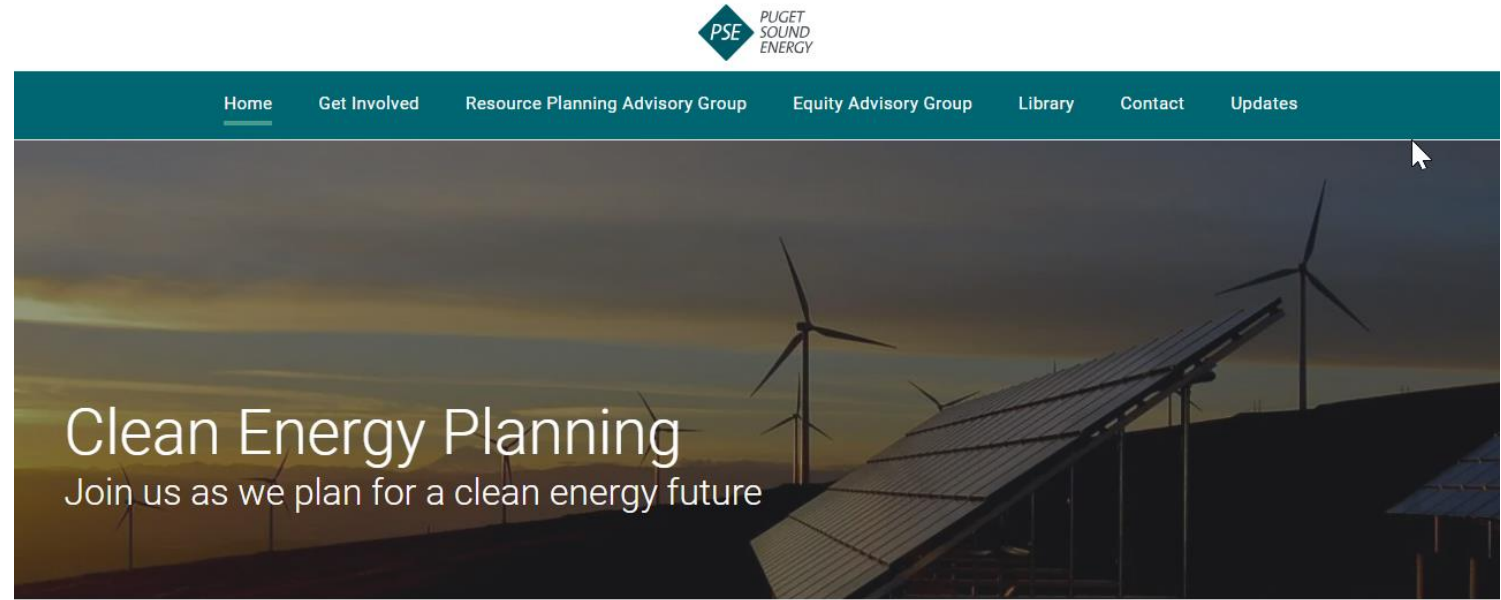 PSE
PUGET
SOUND
ENERGY
Home Get Involved Resource Planning Advisory Group Equity Advisory Group Library Contact Updates
Clean Energy Planning
Join us as we plan for a clean energy future